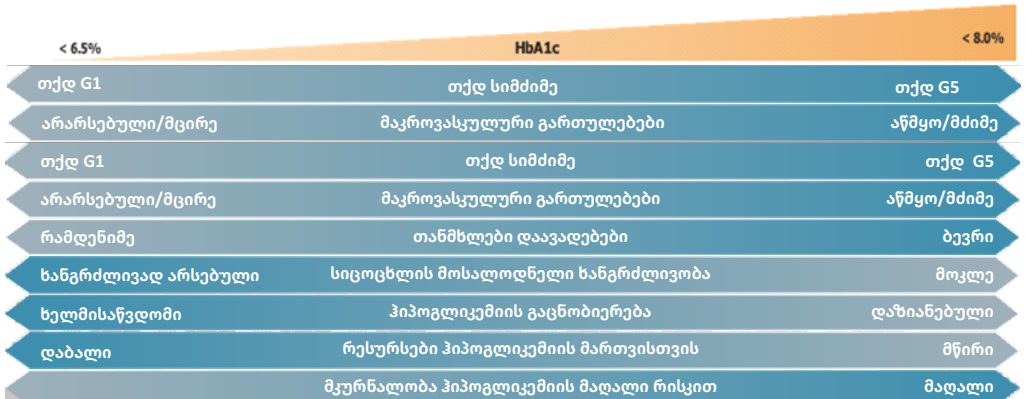 < 6.5% HbA1c < 8.0%
თქდ G1 თქდ სიმძიმე თქდ G5
არარსებული/მცირე მაკროვასკულური გართულებები აწმყო/მძიმე
თქდ G1 თქდ სიმძიმე თქდ G5
არარსებული/მცირე მაკროვასკულური გართულებები აწმყო/მძიმე
რამდენიმე თანმხლები დაავადებები ბევრი
ხანგრძლივად არსებული სიცოცხლის მოსალოდნელი ხანგრძლივობა მოკლე
ხელმისაწვდომი ჰიპოგლიკემიის გაცნობიერება დაზიანებული
დაბალი რესურსები ჰიპოგლიკემიის მართვისთვის მწირი
მკურნალობა ჰიპოგლიკემიის მაღალი რისკით მაღალი